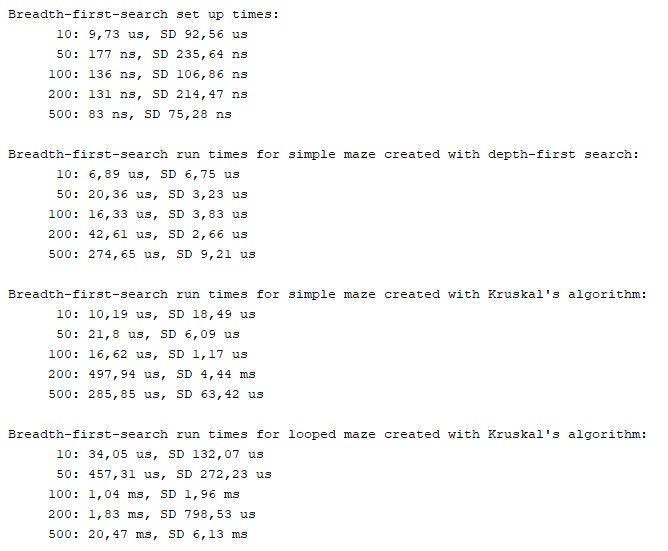 Breadth-first-search set up times:
10: 9,73 us, SD 92,56 us
50: 177 ns, SD 235,64 ns
100: 136 ns, SD 106,86 ns
200: 131 ns, SD 214,47 ns
500: 83 ns, SD 75,28 ns
Breadth-first-search run times for simple maze created with depth-first search:
10: 6,89 us, SD 6,75 us
50: 20,36 us, SD 3,23 us
100: 16,33 us, SD 3,83 us
200: 42,61 us, SD 2,66 us
500: 274,65 us, SD 9,21 us
Breadth-first-search run times for simple maze created with Kruskal's algorithm:
10: 10,19 us, SD 18,49 us
50: 21,8 us, SD 6,09 us
100: 16,62 us, SD 1,17 us
200: 497,94 us, SD 4,44 ms
500: 285,85 us, SD 63,42 us
Breadth-first-search run times for looped maze created with Kruskal's algorithm:
10: 34,05 us, SD 132,07 us
50: 457,31 us, SD 272,23 us
100: 1,04 ms, SD 1,96 ms
200: 1,83 ms, SD 798,53 us
500: 20,47 ms, SD 6,13 ms